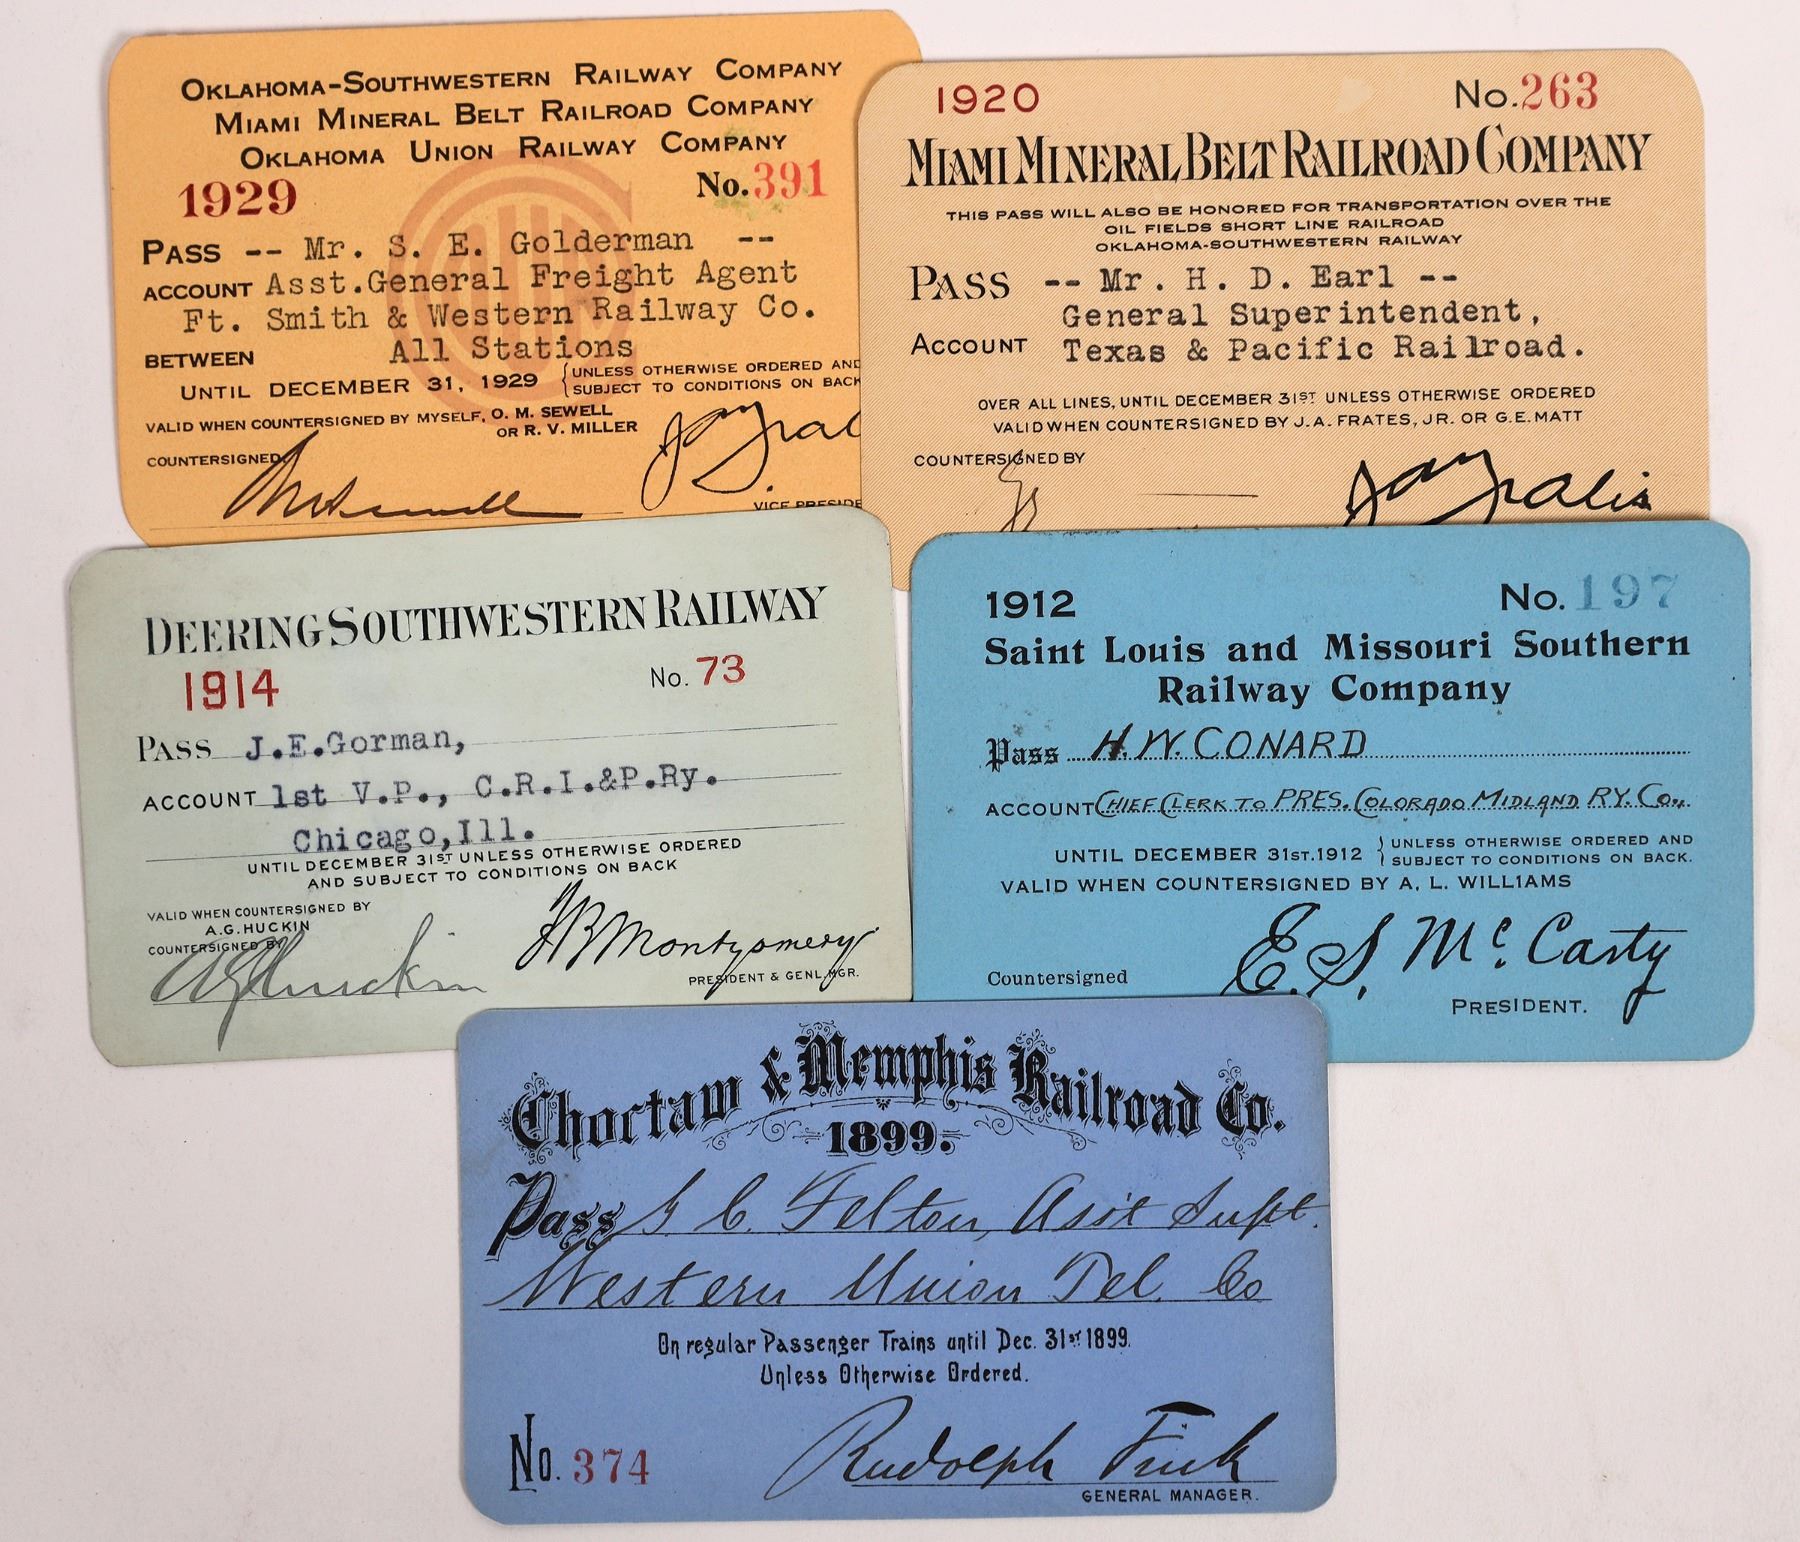 OKLAHOMA-SOUTHWESTERN RAILWAY COMPANY
MIAMI MINERAL BELT RAILROAD COMPANY
OKLAHOMA UNION RAILWAY COMPANY
1929 No. 391
PASS -- Mr. S. E. Golderman --
ACCOUNT Asst. General Freight Agent
Ft. Smith & Western Railway Co.
BETWEEN All Stations
UNTIL DECEMBER 31, 1929 { UNLESS OTHERWISE ORDERED AND
SUBJECT TO CONDITIONS ON BACK
VALID WHEN COUNTERSIGNED BY MYSELF, O. M. SEWELL
OR R. V. MILLER
COUNTERSIGNED
VICE PRESIDE
1920 No. 263
MIAMI MINERAL BELT RAILROAD COMPANY
THIS PASS WILL ALSO BE HONORED FOR TRANSPORTATION OVER THE
OIL FIELDS SHORT LINE RAILROAD
OKLAHOMA-SOUTHWESTERN RAILWAY
PASS -- Mr. H. D. Earl --
General Superintendent,
ACCOUNT Texas & Pacific Railroad.
OVER ALL LINES, UNTIL DECEMBER 31ST UNLESS OTHERWISE ORDERED
VALID WHEN COUNTERSIGNED BY J. A. FRATES, JR. OR G. E. MATT
COUNTERSIGNED BY
DEERING SOUTHWESTERN RAILWAY
1914 No. 73
PASS J.E.Gorman,
ACCOUNT 1st V.P., C.R.I.&P.Ry.
Chicago,Ill.
UNTIL DECEMBER 31ST UNLESS OTHERWISE ORDERED
AND SUBJECT TO CONDITIONS ON BACK
VALID WHEN COUNTERSIGNED BY
A.G.HUCKIN
COUNTERSIGNED BY
AG Huckin
Montgomery
PRESIDENT & GENL. MGR.
1912 No. 197
Saint Louis and Missouri Southern
Railway Company
Pass H. W. CONARD
ACCOUNT CHIEF CLERK TO PRES. COLORADO MIDLAND RY. CO.,
UNTIL DECEMBER 31ST. 1912 } UNLESS OTHERWISE ORDERED AND
SUBJECT TO CONDITIONS ON BACK.
VALID WHEN COUNTERSIGNED BY A. L. WILLIAMS
Countersigned E. S. McCarty
PRESIDENT.
Choctaw & Memphis Railroad Co.
1899.
Pass G C. Felton, Ass't Supt.
Western Union Tel. Co
On regular Passenger Trains until Dec. 31st 1899.
Unless Otherwise Ordered.
No. 374 Rudolph Fink
GENERAL MANAGER.